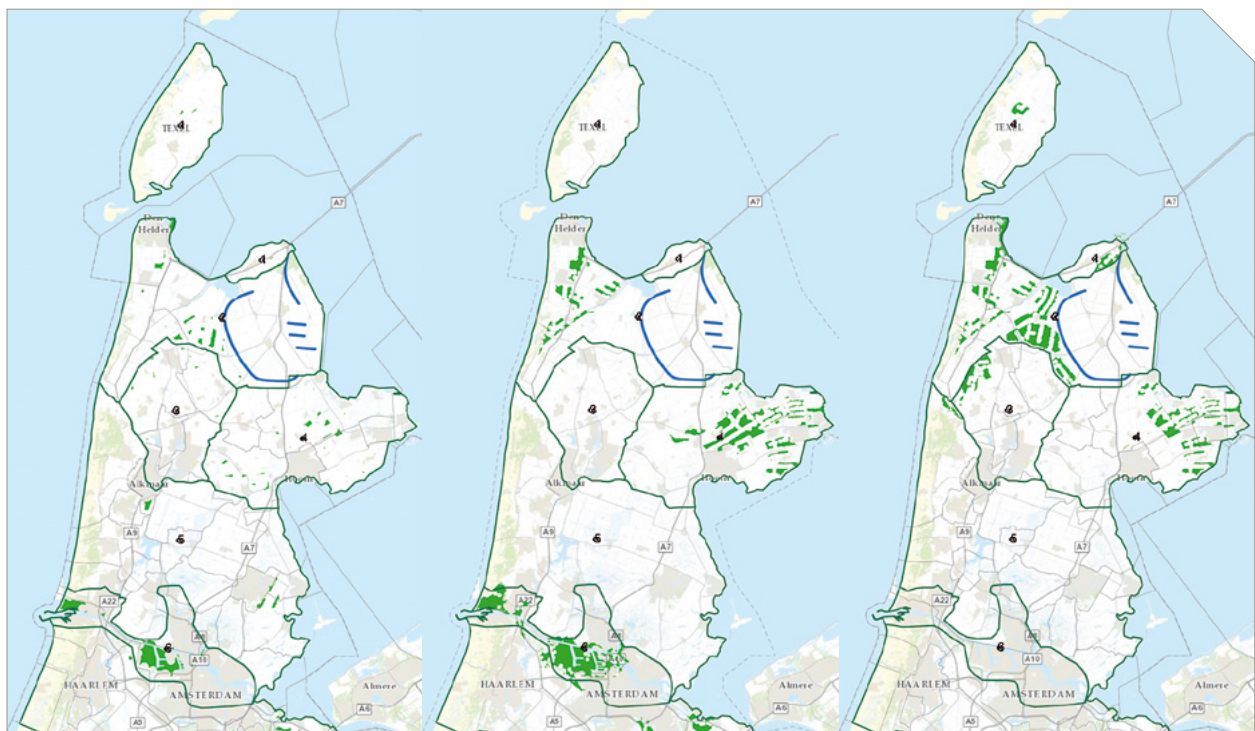 TEXEL
A7
Den
Helder
Alkmaar
Hoorn
A9
A7
A22
A8
A10
HAARLEM
AMSTERDAM
Almere
A6
A5
TEXEL
A7
Den
Helder
Alkmaar
Hoorn
A9
A7
A22
A8
HAARLEM
AMSTERDAM
Almere
A6
A5
TEXEL
A7
Den
Helder
Alkmaar
Hoorn
A9
A7
A22
A8
A10
HAARLEM
AMSTERDAM
Almere
A6
A5